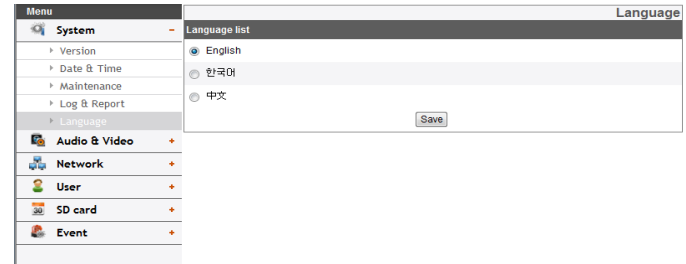 Menu
System
Version
Date & Time
Maintenance
Log & Report
Language
Audio & Video
Network
User
SD card
Event
Language
Language list
English
한국어
中文
Save